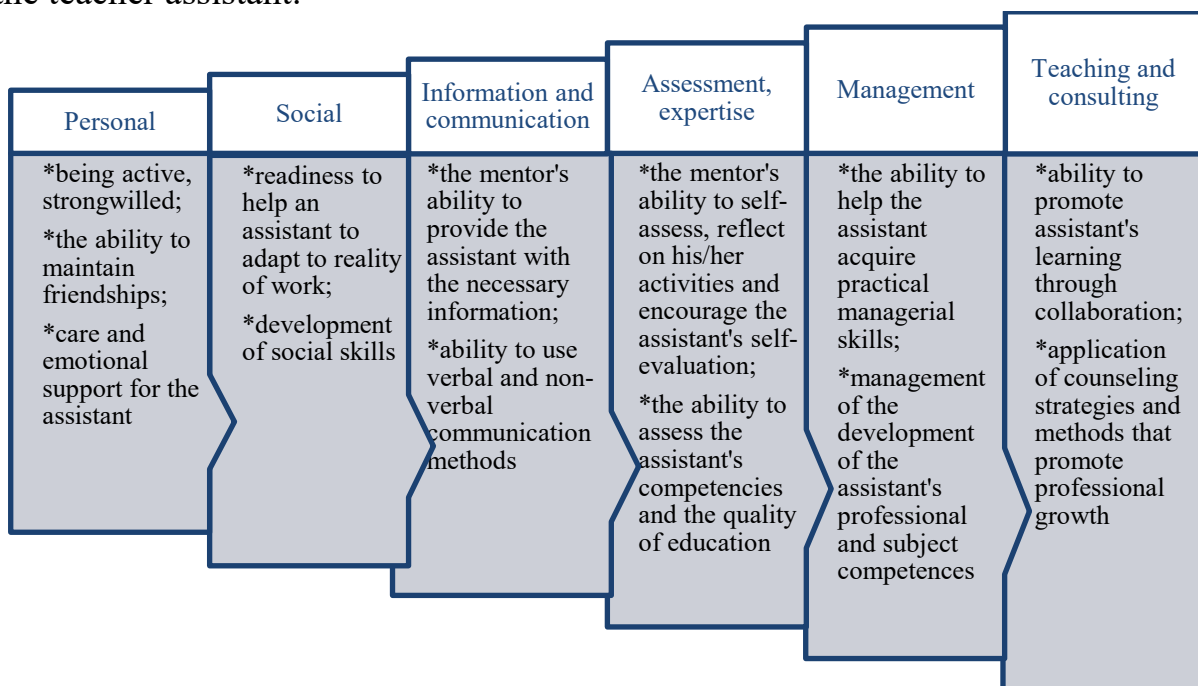 the teacher assistant.
Personal
*being active,
strongwilled;
*the ability to
maintain
friendships;
*care and
emotional
support for the
assistant
Social
*readiness to
help an
assistant to
adapt to reality
of work;
*development
of social skills
Information and
communication
*the mentor's
ability to
provide the
assistant with
the necessary
information;
*ability to use
verbal and non-
verbal
communication
methods
Assessment,
expertise
*the mentor's
ability to self-
assess, reflect
on his/her
activities and
encourage the
assistant's self-
evaluation;
*the ability to
assess the
assistant's
competencies
and the quality
of education
Management
*the ability to
help the
assistant
acquire
practical
managerial
skills;
*management
of the
development
of the
assistant's
professional
and subject
competences
Teaching and
consulting
*ability to
promote
assistant's
learning
through
collaboration;
*application
of counseling
strategies and
methods that
promote
professional
growth